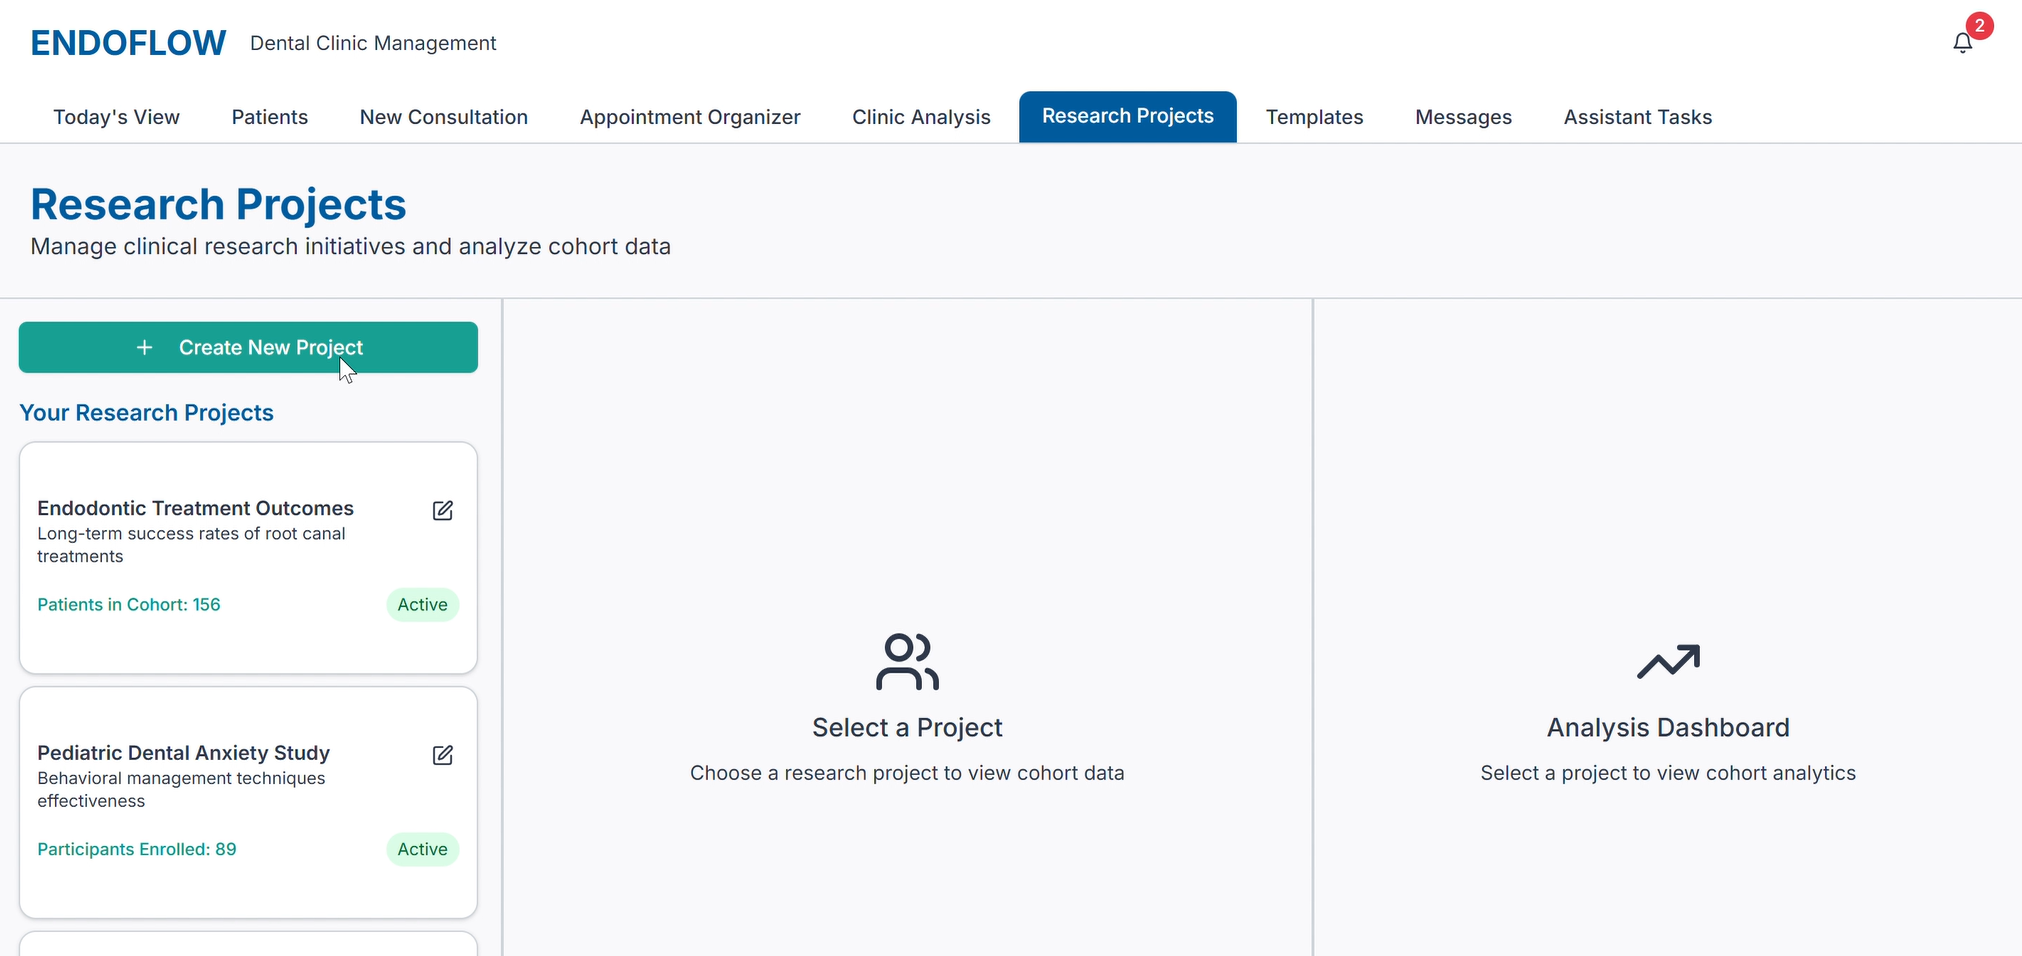 ENDOFLOW Dental Clinic Management
2
Today's View Patients New Consultation Appointment Organizer Clinic Analysis Research Projects Templates Messages Assistant Tasks
Research Projects
Manage clinical research initiatives and analyze cohort data
+ Create New Project
Your Research Projects
Endodontic Treatment Outcomes
Long-term success rates of root canal
treatments
Patients in Cohort: 156
Active
Pediatric Dental Anxiety Study
Behavioral management techniques
effectiveness
Participants Enrolled: 89
Active
Select a Project
Choose a research project to view cohort data
Analysis Dashboard
Select a project to view cohort analytics